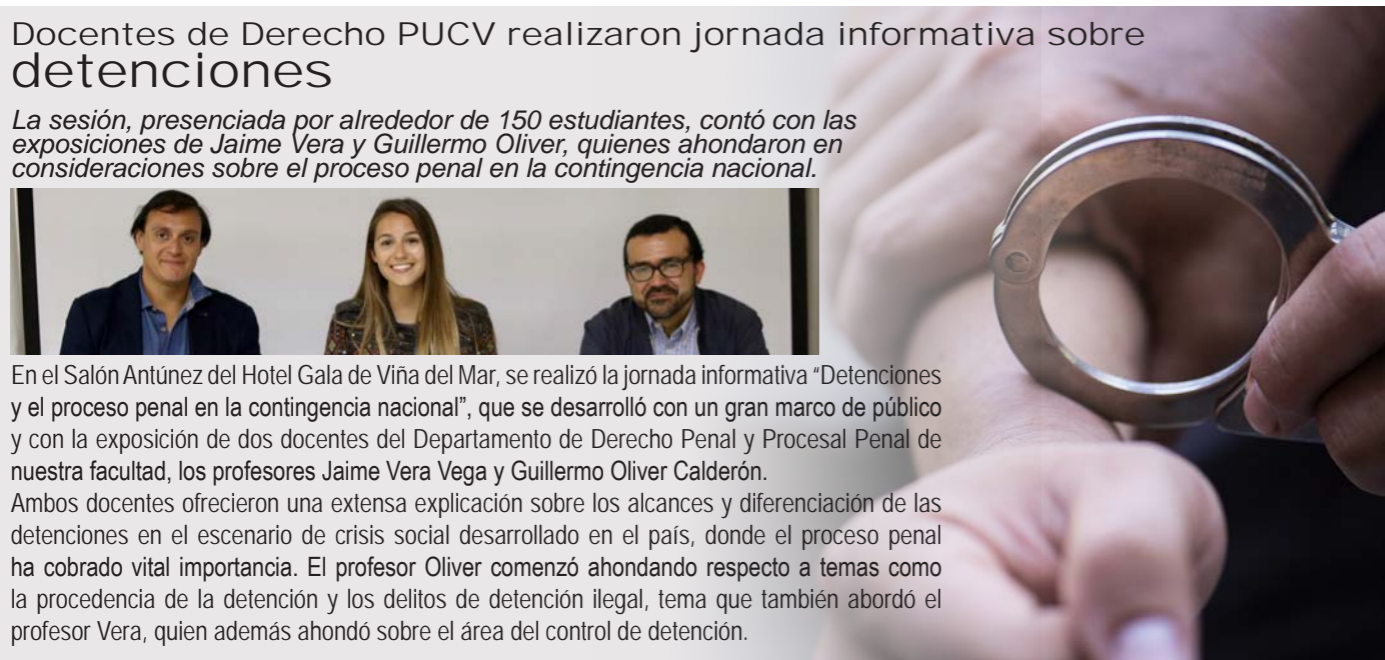 Docentes de Derecho PUCV realizaron jornada informativa sobre
detenciones
La sesión, presenciada por alrededor de 150 estudiantes, contó con las
exposiciones de Jaime Vera y Guillermo Oliver, quienes ahondaron en
consideraciones sobre el proceso penal en la contingencia nacional.
En el Salón Antúnez del Hotel Gala de Viña del Mar, se realizó la jornada informativa “Detenciones
y el proceso penal en la contingencia nacional”, que se desarrolló con un gran marco de público
y con la exposición de dos docentes del Departamento de Derecho Penal y Procesal Penal de
nuestra facultad, los profesores Jaime Vera Vega y Guillermo Oliver Calderón.
Ambos docentes ofrecieron una extensa explicación sobre los alcances y diferenciación de las
detenciones en el escenario de crisis social desarrollado en el país, donde el proceso penal
ha cobrado vital importancia. El profesor Oliver comenzó ahondando respecto a temas como
la procedencia de la detención y los delitos de detención ilegal, tema que también abordó el
profesor Vera, quien además ahondó sobre el área del control de detención.